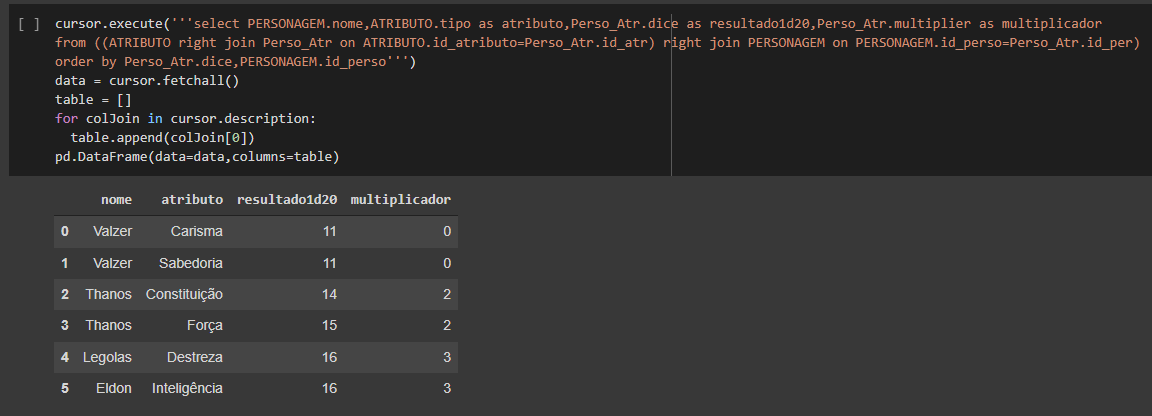 [ ] cursor.execute('''select PERSONAGEM.nome,ATRIBUTO.tipo as atributo,Perso_Atr.dice as resultado1d20,Perso_Atr.multiplier as multiplicador
from ((ATRIBUTO right join Perso_Atr on ATRIBUTO.id_atributo=Perso_Atr.id_atr) right join PERSONAGEM on PERSONAGEM.id_perso=Perso_Atr.id_per)
order by Perso_Atr.dice,PERSONAGEM.id_perso''')
data = cursor.fetchall()
table = []
for colJoin in cursor.description:
  table.append(colJoin[0])
pd.DataFrame(data=data,columns=table)
nome atributo resultado1d20 multiplicador
0 Valzer Carisma 11 0
1 Valzer Sabedoria 11 0
2 Thanos Constituição 14 2
3 Thanos Força 15 2
4 Legolas Destreza 16 3
5 Eldon Inteligência 16 3